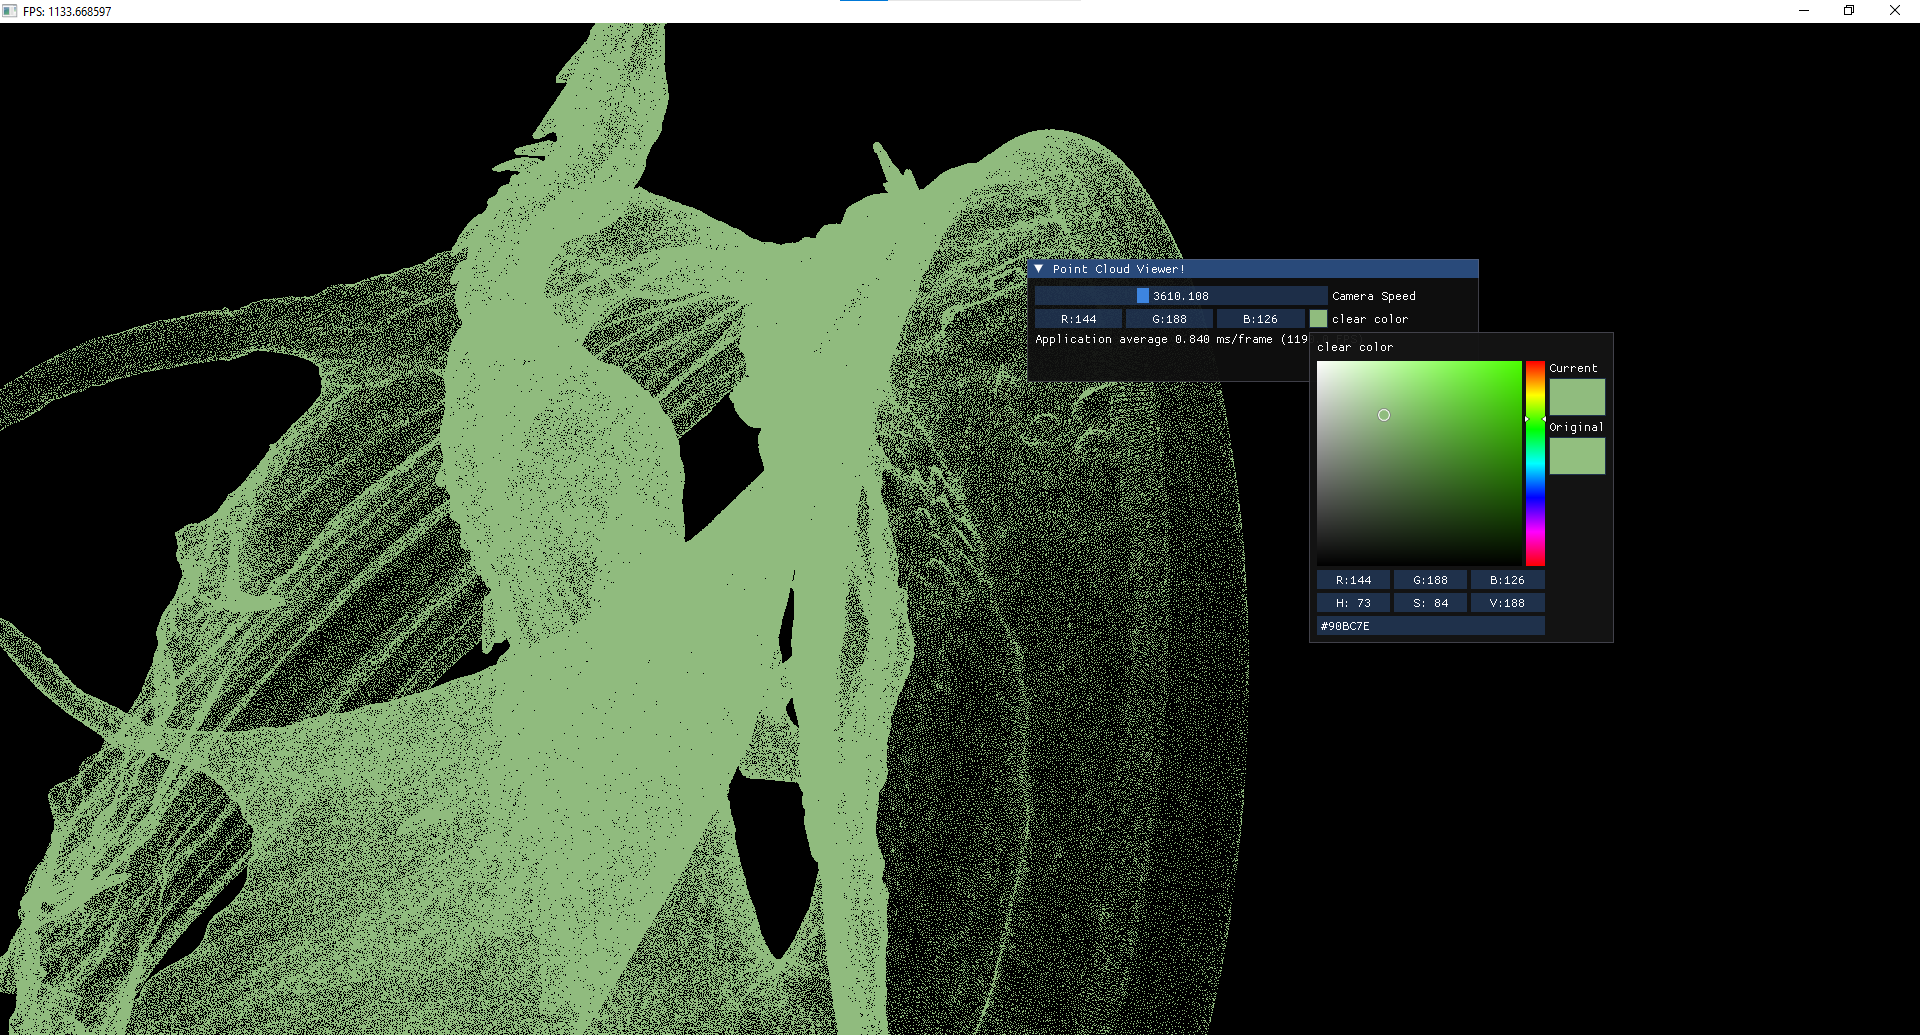 FPS: 1133.668597
Point Cloud Viewer!
3610.108 Camera Speed
R:144 G:188 B:126 clear color
Application average 0.840 ms/frame (119
clear color
Current
Original
R:144 G:188 B:126
H: 73 S: 84 V:188
#90BC7E